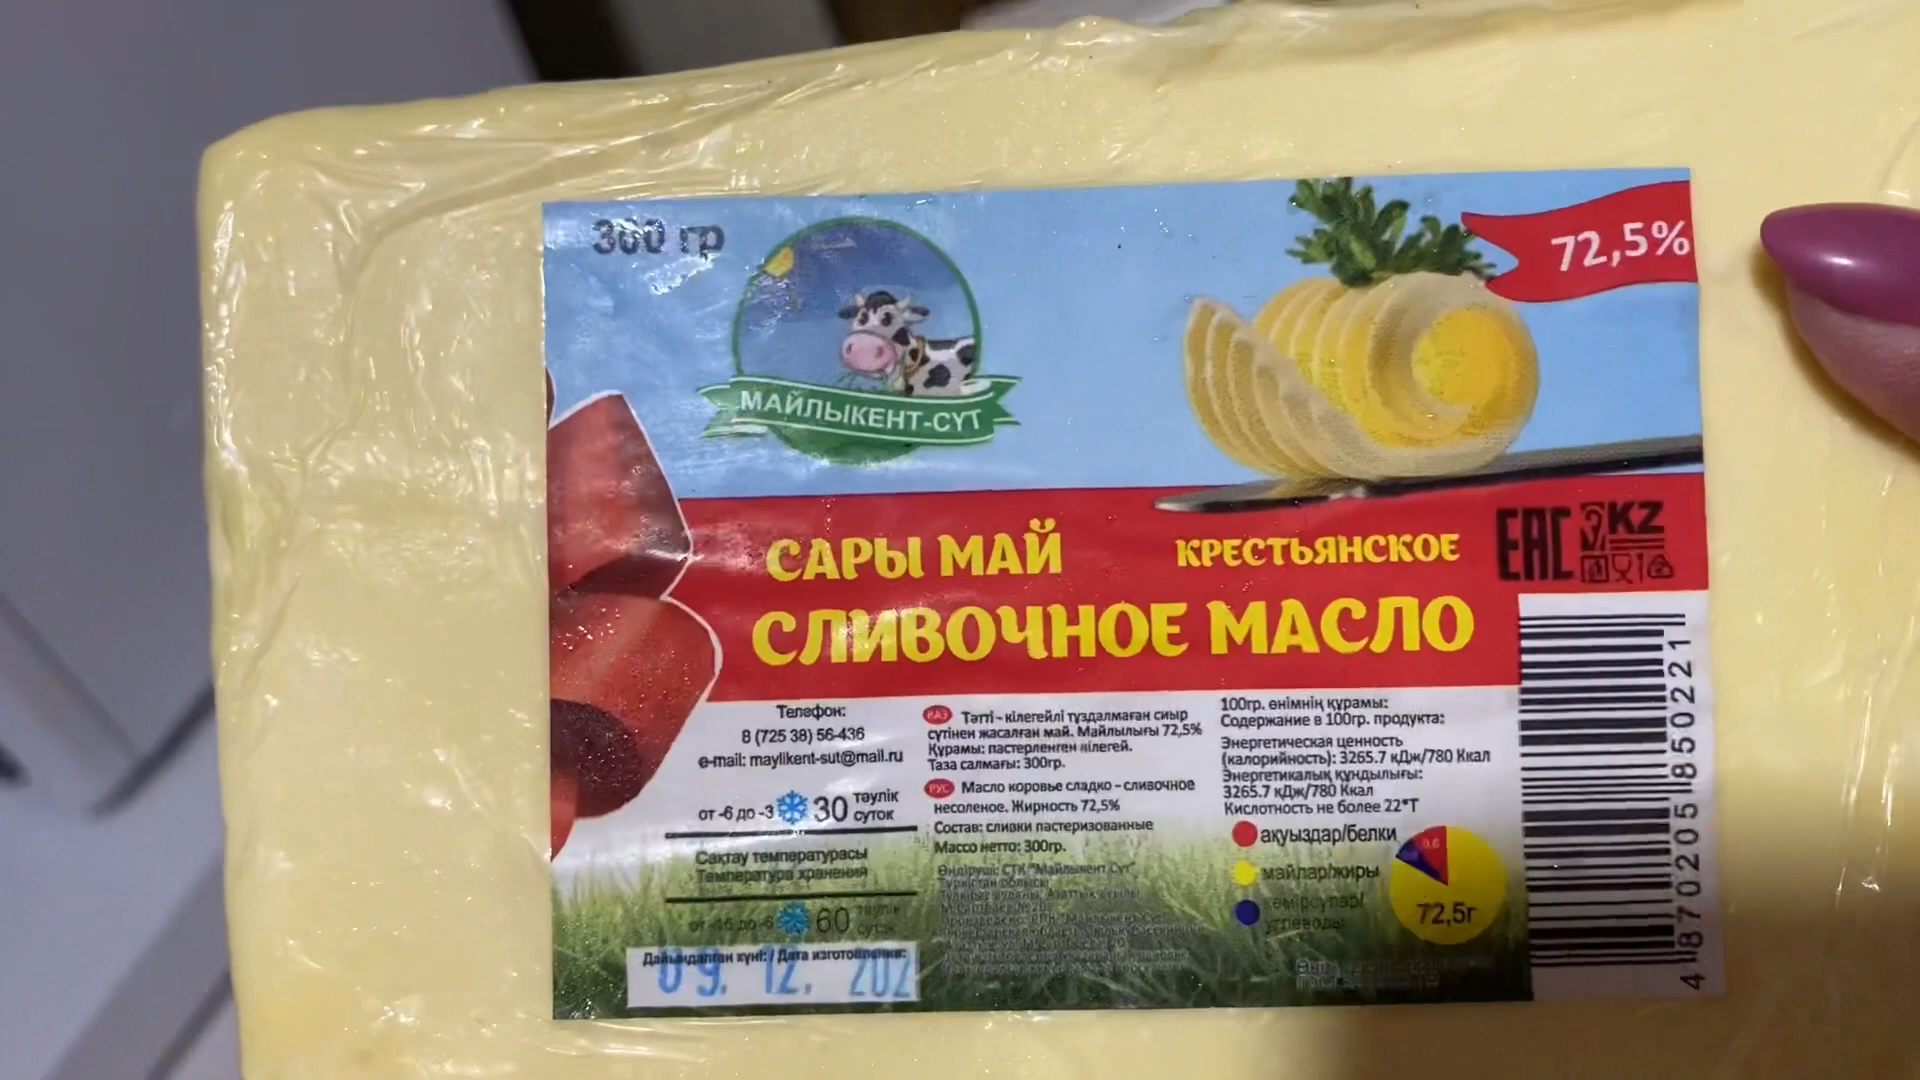 300 гр
72,5%
МАЙЛЫКЕНТ-СҮТ
САРЫ МАЙ
КРЕСТЬЯНСКОЕ
EAC
KZ
СЛИВОЧНОЕ МАСЛО
Телефон:
8 (725 38) 56-436
e-mail: maylikent-sut@mail.ru
от -6 до -3 30 тәулік
суток
Сақтау температурасы
Температура хранения
от -16 до -6 60 тәулік
суток
Дайындалған күні: / Дата изготовления:
09. 12. 202
ҚАЗ Тәтті - кілегейлі тұздалмаған сиыр
сүтінен жасалған май. Майлылығы 72,5%
Құрамы: пастерленген кілегей.
Таза салмағы: 300гр.
РУС Масло коровье сладко - сливочное
несоленое. Жирность 72,5%
Состав: сливки пастеризованные
Массо нетто: 300гр.
Өндіруші: СТК "Майлыкент Сүт"
Түркістан облысы
100гр. өнімнің құрамы:
Содержание в 100гр. продукта:
Энергетическая ценность
(калорийность): 3265.7 кДж/780 Ккал
Энергетикалық құндылығы:
3265.7 кДж/780 Ккал
Кислотность не более 22°Т
ақуыздар/белки
майлар/жиры
көмірсулар/
углеводы
0,6
72,5г
4 870205 850221